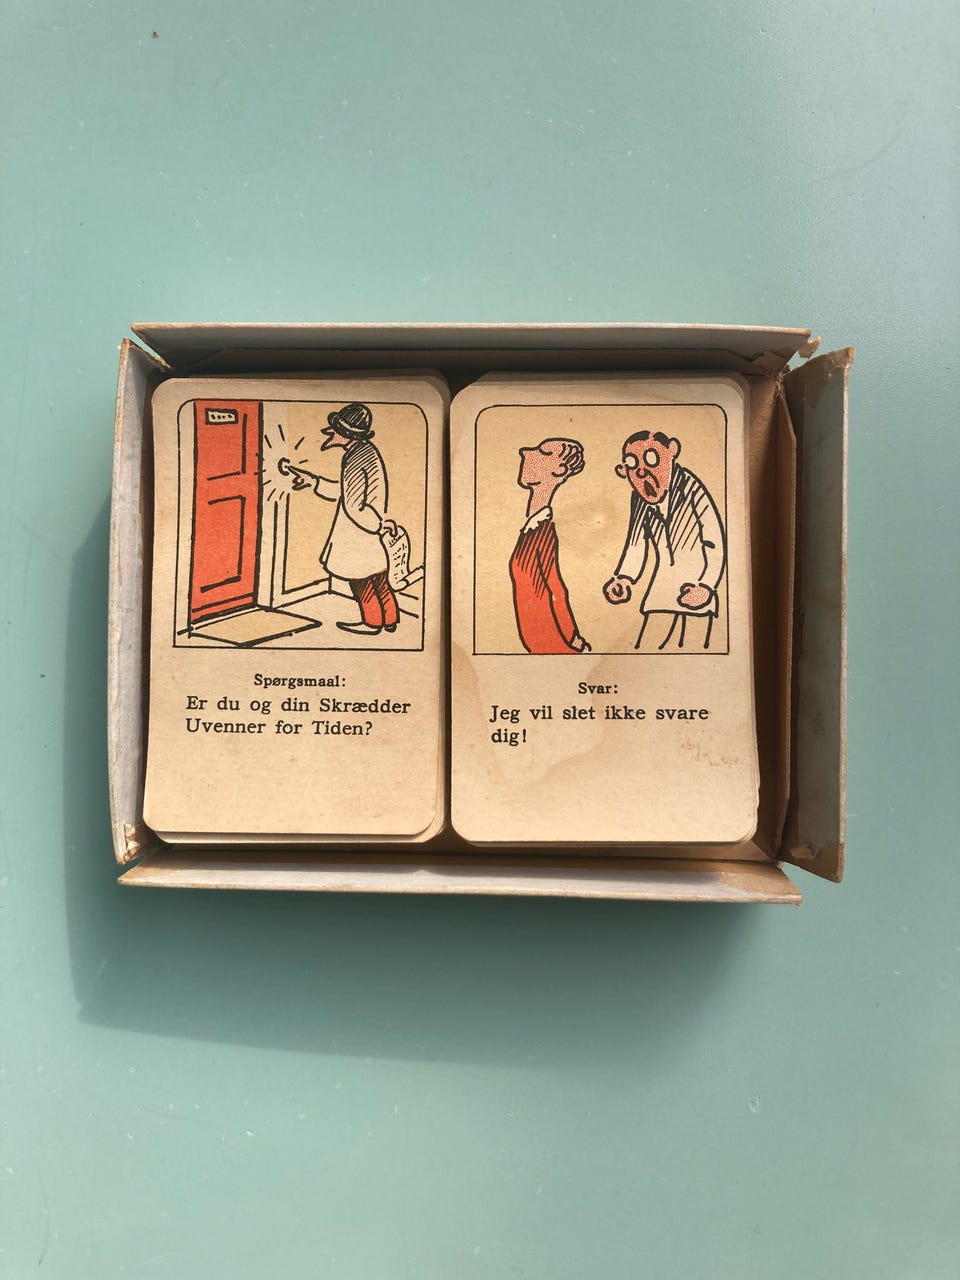 Spørgsmaal:
Er du og din Skrædder
Uvenner for Tiden?
Svar:
Jeg vil slet ikke svare
dig!